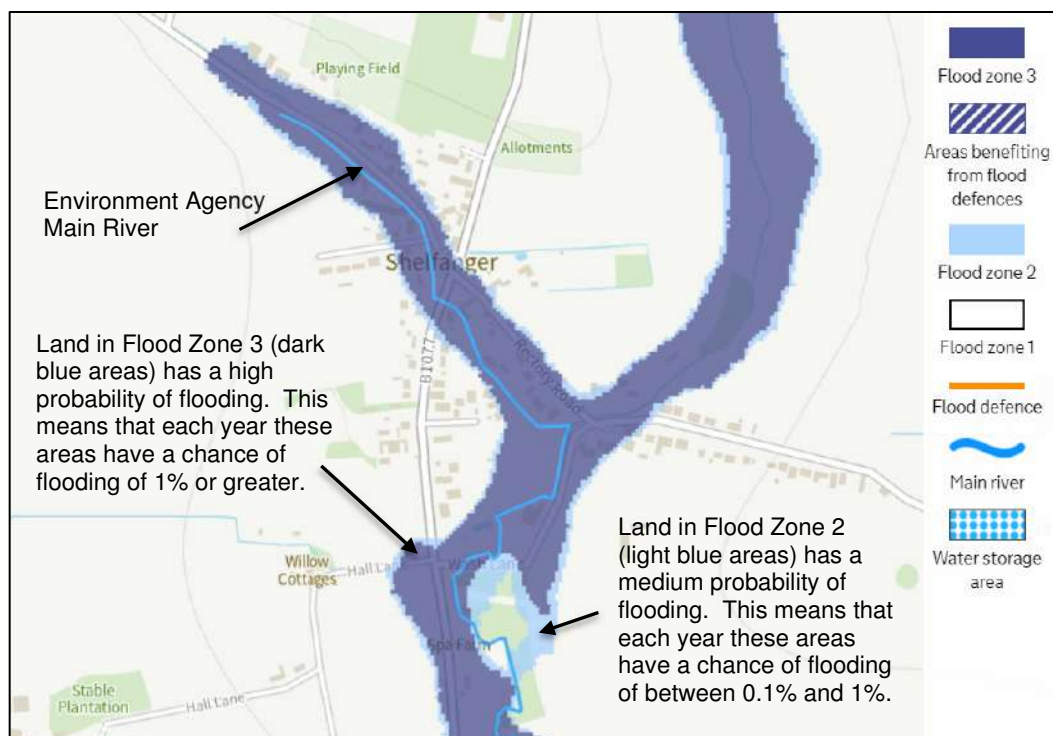 Playing Field
Allotments
Environment Agency
Main River
Shelfanger
Land in Flood Zone 3 (dark
blue areas) has a high
probability of flooding. This
means that each year these
areas have a chance of
flooding of 1% or greater.
B1077
Rectory Road
Willow
Cottages
Hall Lane
Wash Lane
Spa Farm
Land in Flood Zone 2
(light blue areas) has a
medium probability of
flooding. This means that
each year these areas
have a chance of flooding
of between 0.1% and 1%.
Stable
Plantation
Hall Lane
Flood zone 3
Areas benefiting
from flood
defences
Flood zone 2
Flood zone 1
Flood defence
Main river
Water storage
area